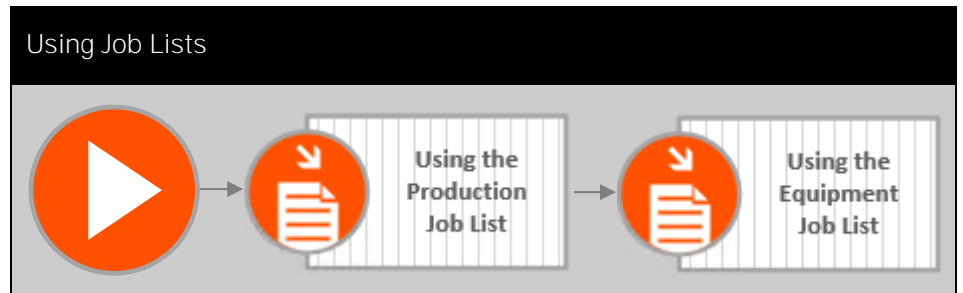 Using Job Lists
Using the
Production
Job List
Using the
Equipment
Job List